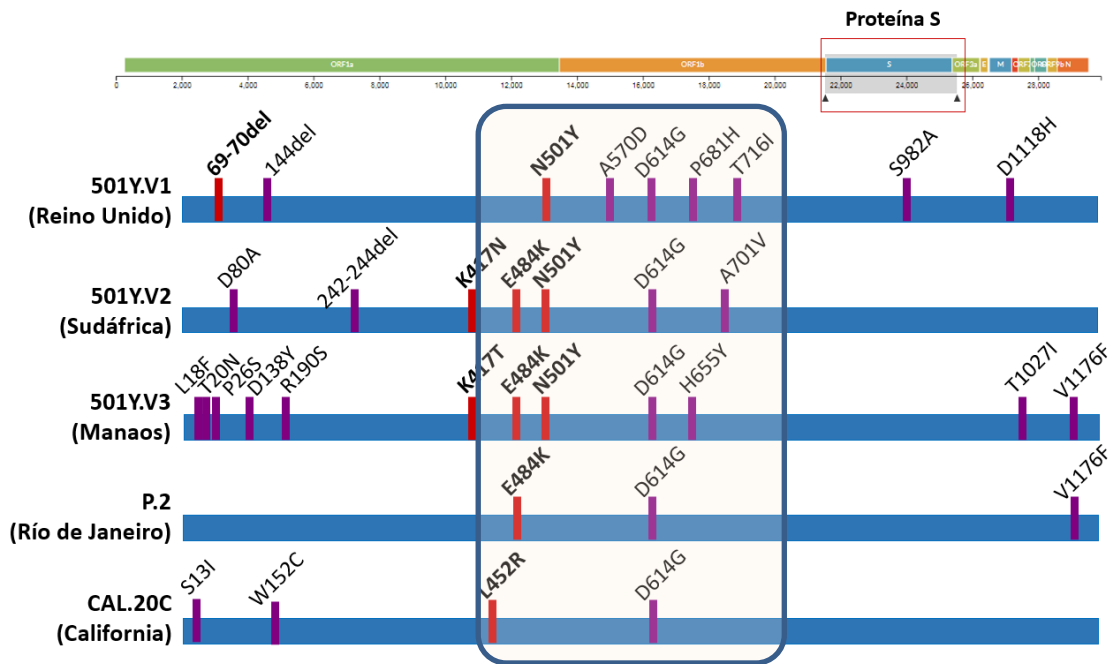 Proteína S
ORF1a
ORF1b
S
ORF3a
E
M
N
0
2,000
4,000
6,000
8,000
10,000
12,000
14,000
16,000
18,000
20,000
22,000
24,000
26,000
28,000
69-70del
144del
N501Y
A570D
D614G
P681H
T716I
S982A
D1118H
501Y.V1
(Reino Unido)
D80A
242-244del
K417N
E484K
N501Y
D614G
A701V
501Y.V2
(Sudáfrica)
L18F
T20N
P26S
D138Y
R190S
K417T
E484K
N501Y
D614G
H655Y
T1027I
V1176F
501Y.V3
(Manaos)
E484K
D614G
V1176F
P.2
(Río de Janeiro)
S13I
W152C
L452R
D614G
CAL.20C
(California)